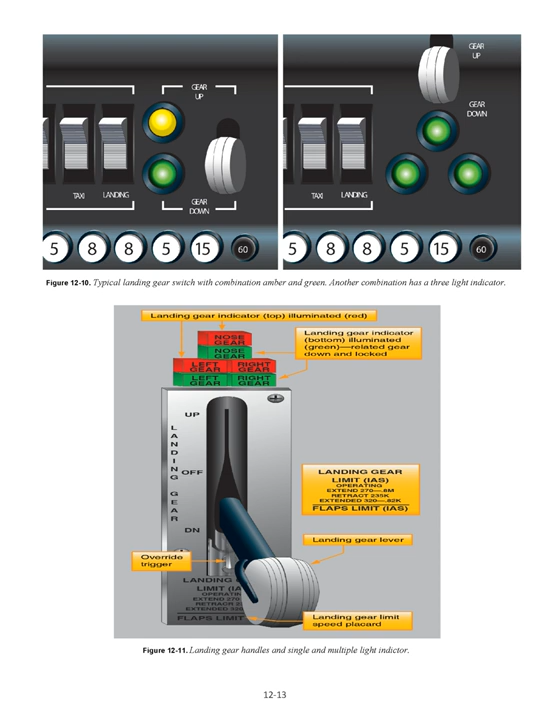 GEAR
UP
GEAR
DOWN
TAXI
LANDING
5
8
8
5
15
60
GEAR
UP
GEAR
DOWN
TAXI
LANDING
5
8
8
5
15
60
Figure 12-10. Typical landing gear switch with combination amber and green. Another combination has a three light indicator.
Landing gear indicator (top) illuminated (red)
NOSE
GEAR
NOSE
GEAR
LEFT
GEAR
RIGHT
GEAR
LEFT
GEAR
RIGHT
GEAR
Landing gear indicator
(bottom) illuminated
(green)—related gear
down and locked
UP
LANDING GEAR
OFF
DN
LANDING GEAR
LIMIT (IAS)
OPERATING
EXTEND 270—.8M
RETRACT 235K
EXTENDED 320—.82K
FLAPS LIMIT (IAS)
Landing gear lever
Override
trigger
LANDING
LIMIT (IA
OPERATIN
EXTEND 270
EXTENDED 320
FLAPS LIMIT
Landing gear limit
speed placard
Figure 12-11. Landing gear handles and single and multiple light indictor.
12-13